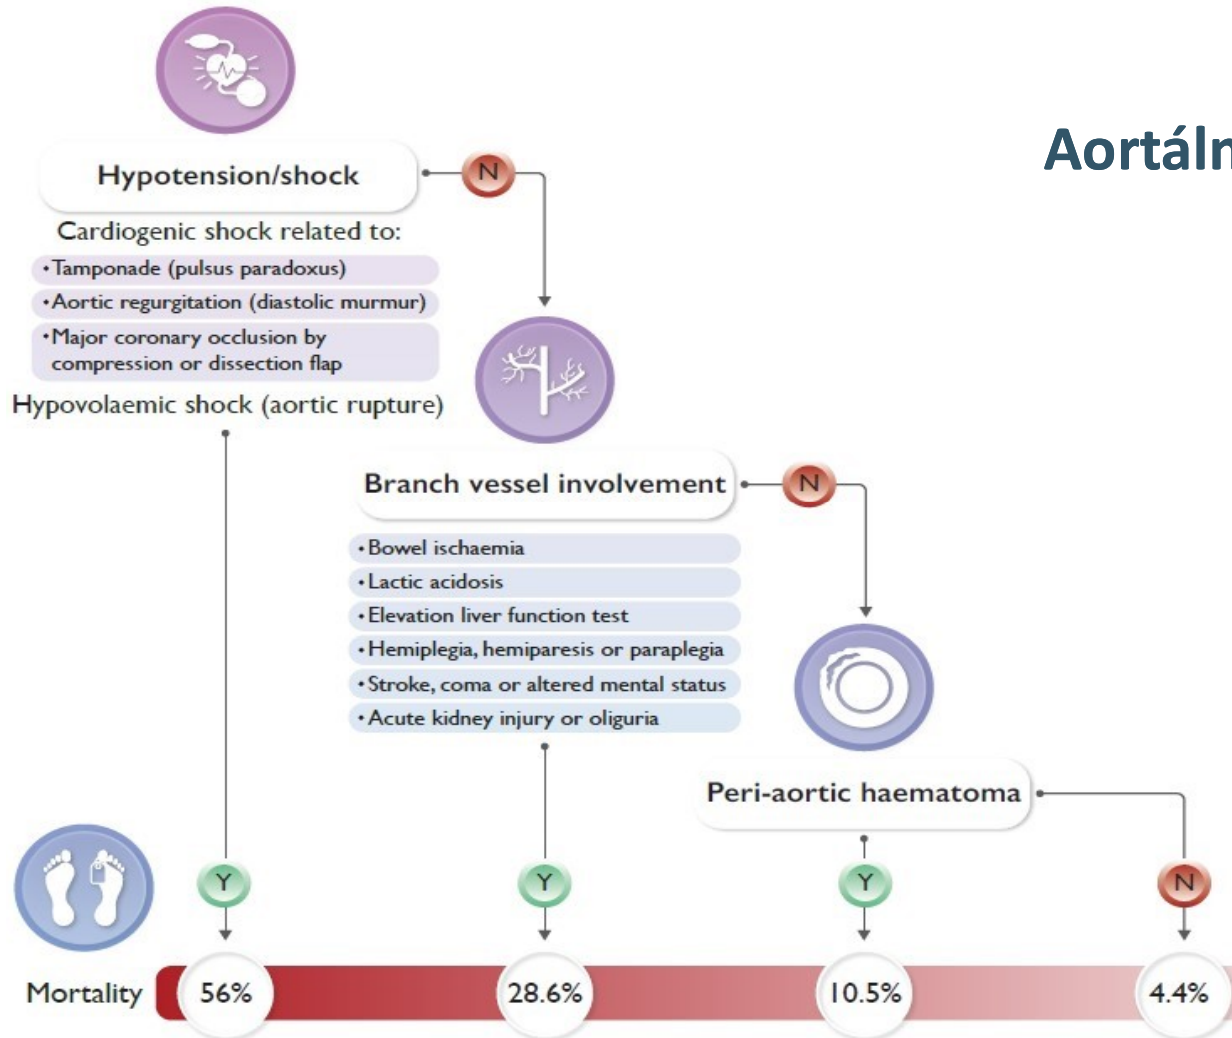 Aortáln
Hypotension/shock
N
Cardiogenic shock related to:
•Tamponade (pulsus paradoxus)
•Aortic regurgitation (diastolic murmur)
•Major coronary occlusion by
compression or dissection flap
Hypovolaemic shock (aortic rupture)
Branch vessel involvement
N
•Bowel ischaemia
•Lactic acidosis
•Elevation liver function test
•Hemiplegia, hemiparesis or paraplegia
•Stroke, coma or altered mental status
•Acute kidney injury or oliguria
Peri-aortic haematoma
Y
Y
Y
N
Mortality
56%
28.6%
10.5%
4.4%